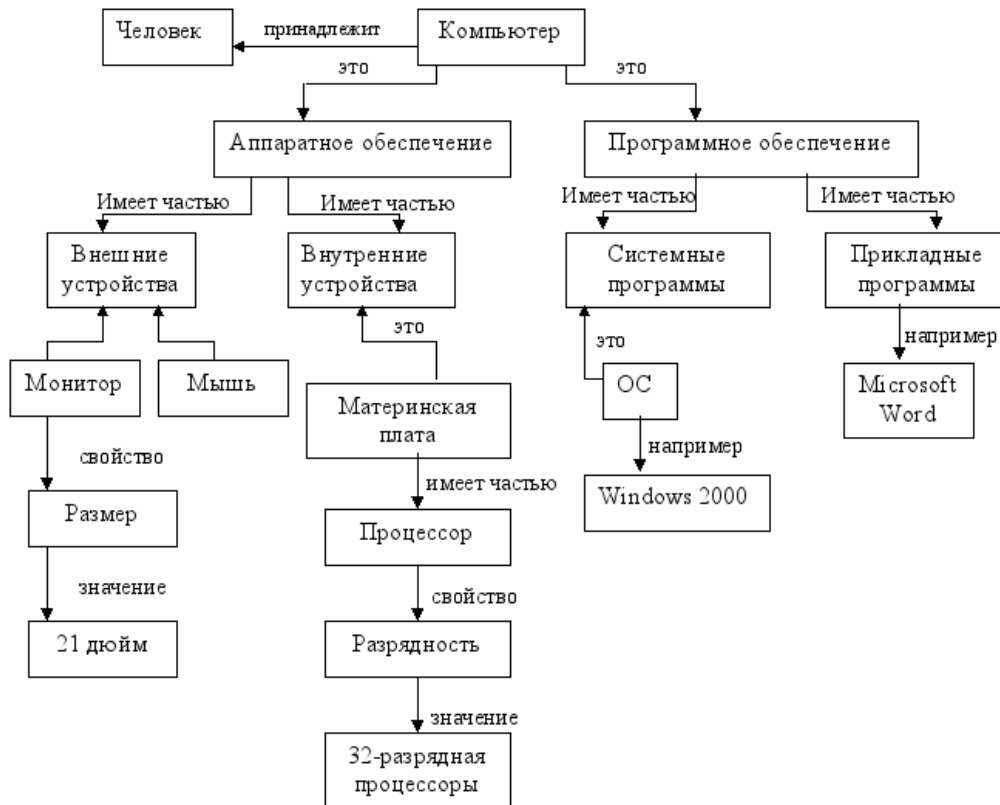 Человек
принадлежит
Компьютер
это
это
Аппаратное обеспечение
Программное обеспечение
Имеет частью
Имеет частью
Имеет частью
Имеет частью
Внешние
устройства
Внутренние
устройства
Системные
программы
Прикладные
программы
это
это
например
Монитор
Мышь
Материнская
плата
ОС
Microsoft
Word
свойство
имеет частью
например
Размер
Процессор
Windows 2000
значение
свойство
21 дюйм
Разрядность
значение
32-разрядная
процессоры